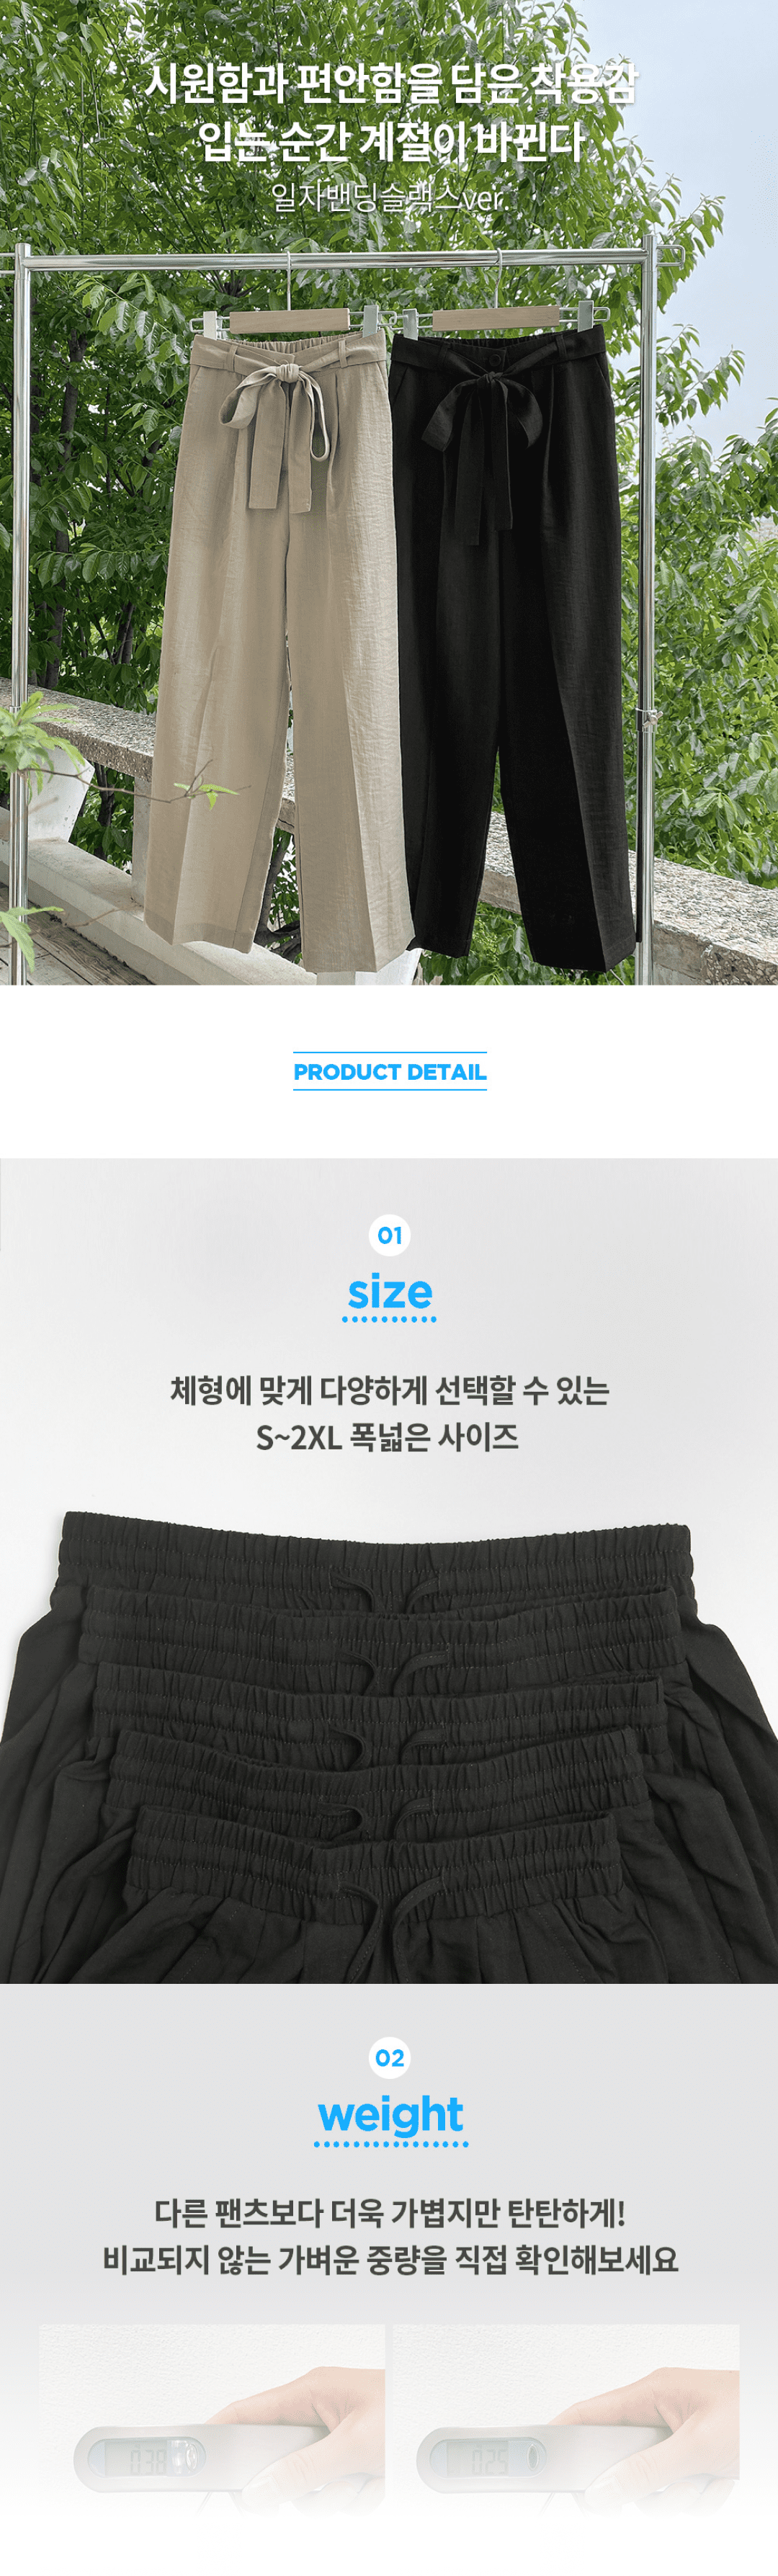 시원함과 편안함을 담은 착용감
입는 순간 계절이 바뀐다
일자밴딩슬랙스ver.
PRODUCT DETAIL
01
size
체형에 맞게 다양하게 선택할 수 있는
S~2XL 폭넓은 사이즈
02
weight
다른 팬츠보다 더욱 가볍지만 탄탄하게!
비교되지 않는 가벼운 중량을 직접 확인해보세요
0.38
0.25